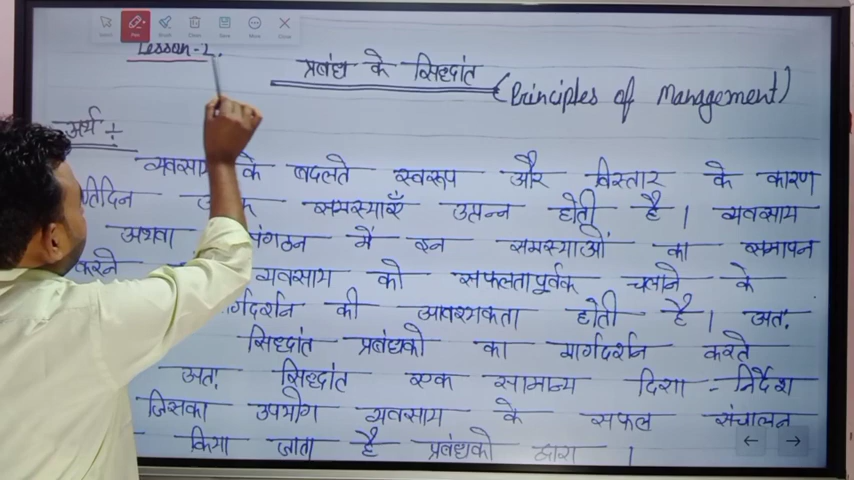 Lesson-2.
प्रबंध के सिद्धांत (Principles of Management)
अर्थ ÷
व्यवसाय के बदलते स्वरूप और विस्तार के कारण
समस्याएँ उत्पन्न होती है । व्यवसाय
अथवा संगठन में इन समस्याओं का समापन
करने व्यवसाय को सफलतापूर्वक चलाने के
मार्गदर्शन की आवश्यकता होती है । अतः
सिद्धांत प्रबंधको का मार्गदर्शन करते
अतः सिद्धांत एक सामान्य दिशा - निर्देश
जिसका उपयोग व्यवसाय के सफल संचालन
किया जाता है प्रबंधको द्वारा ।